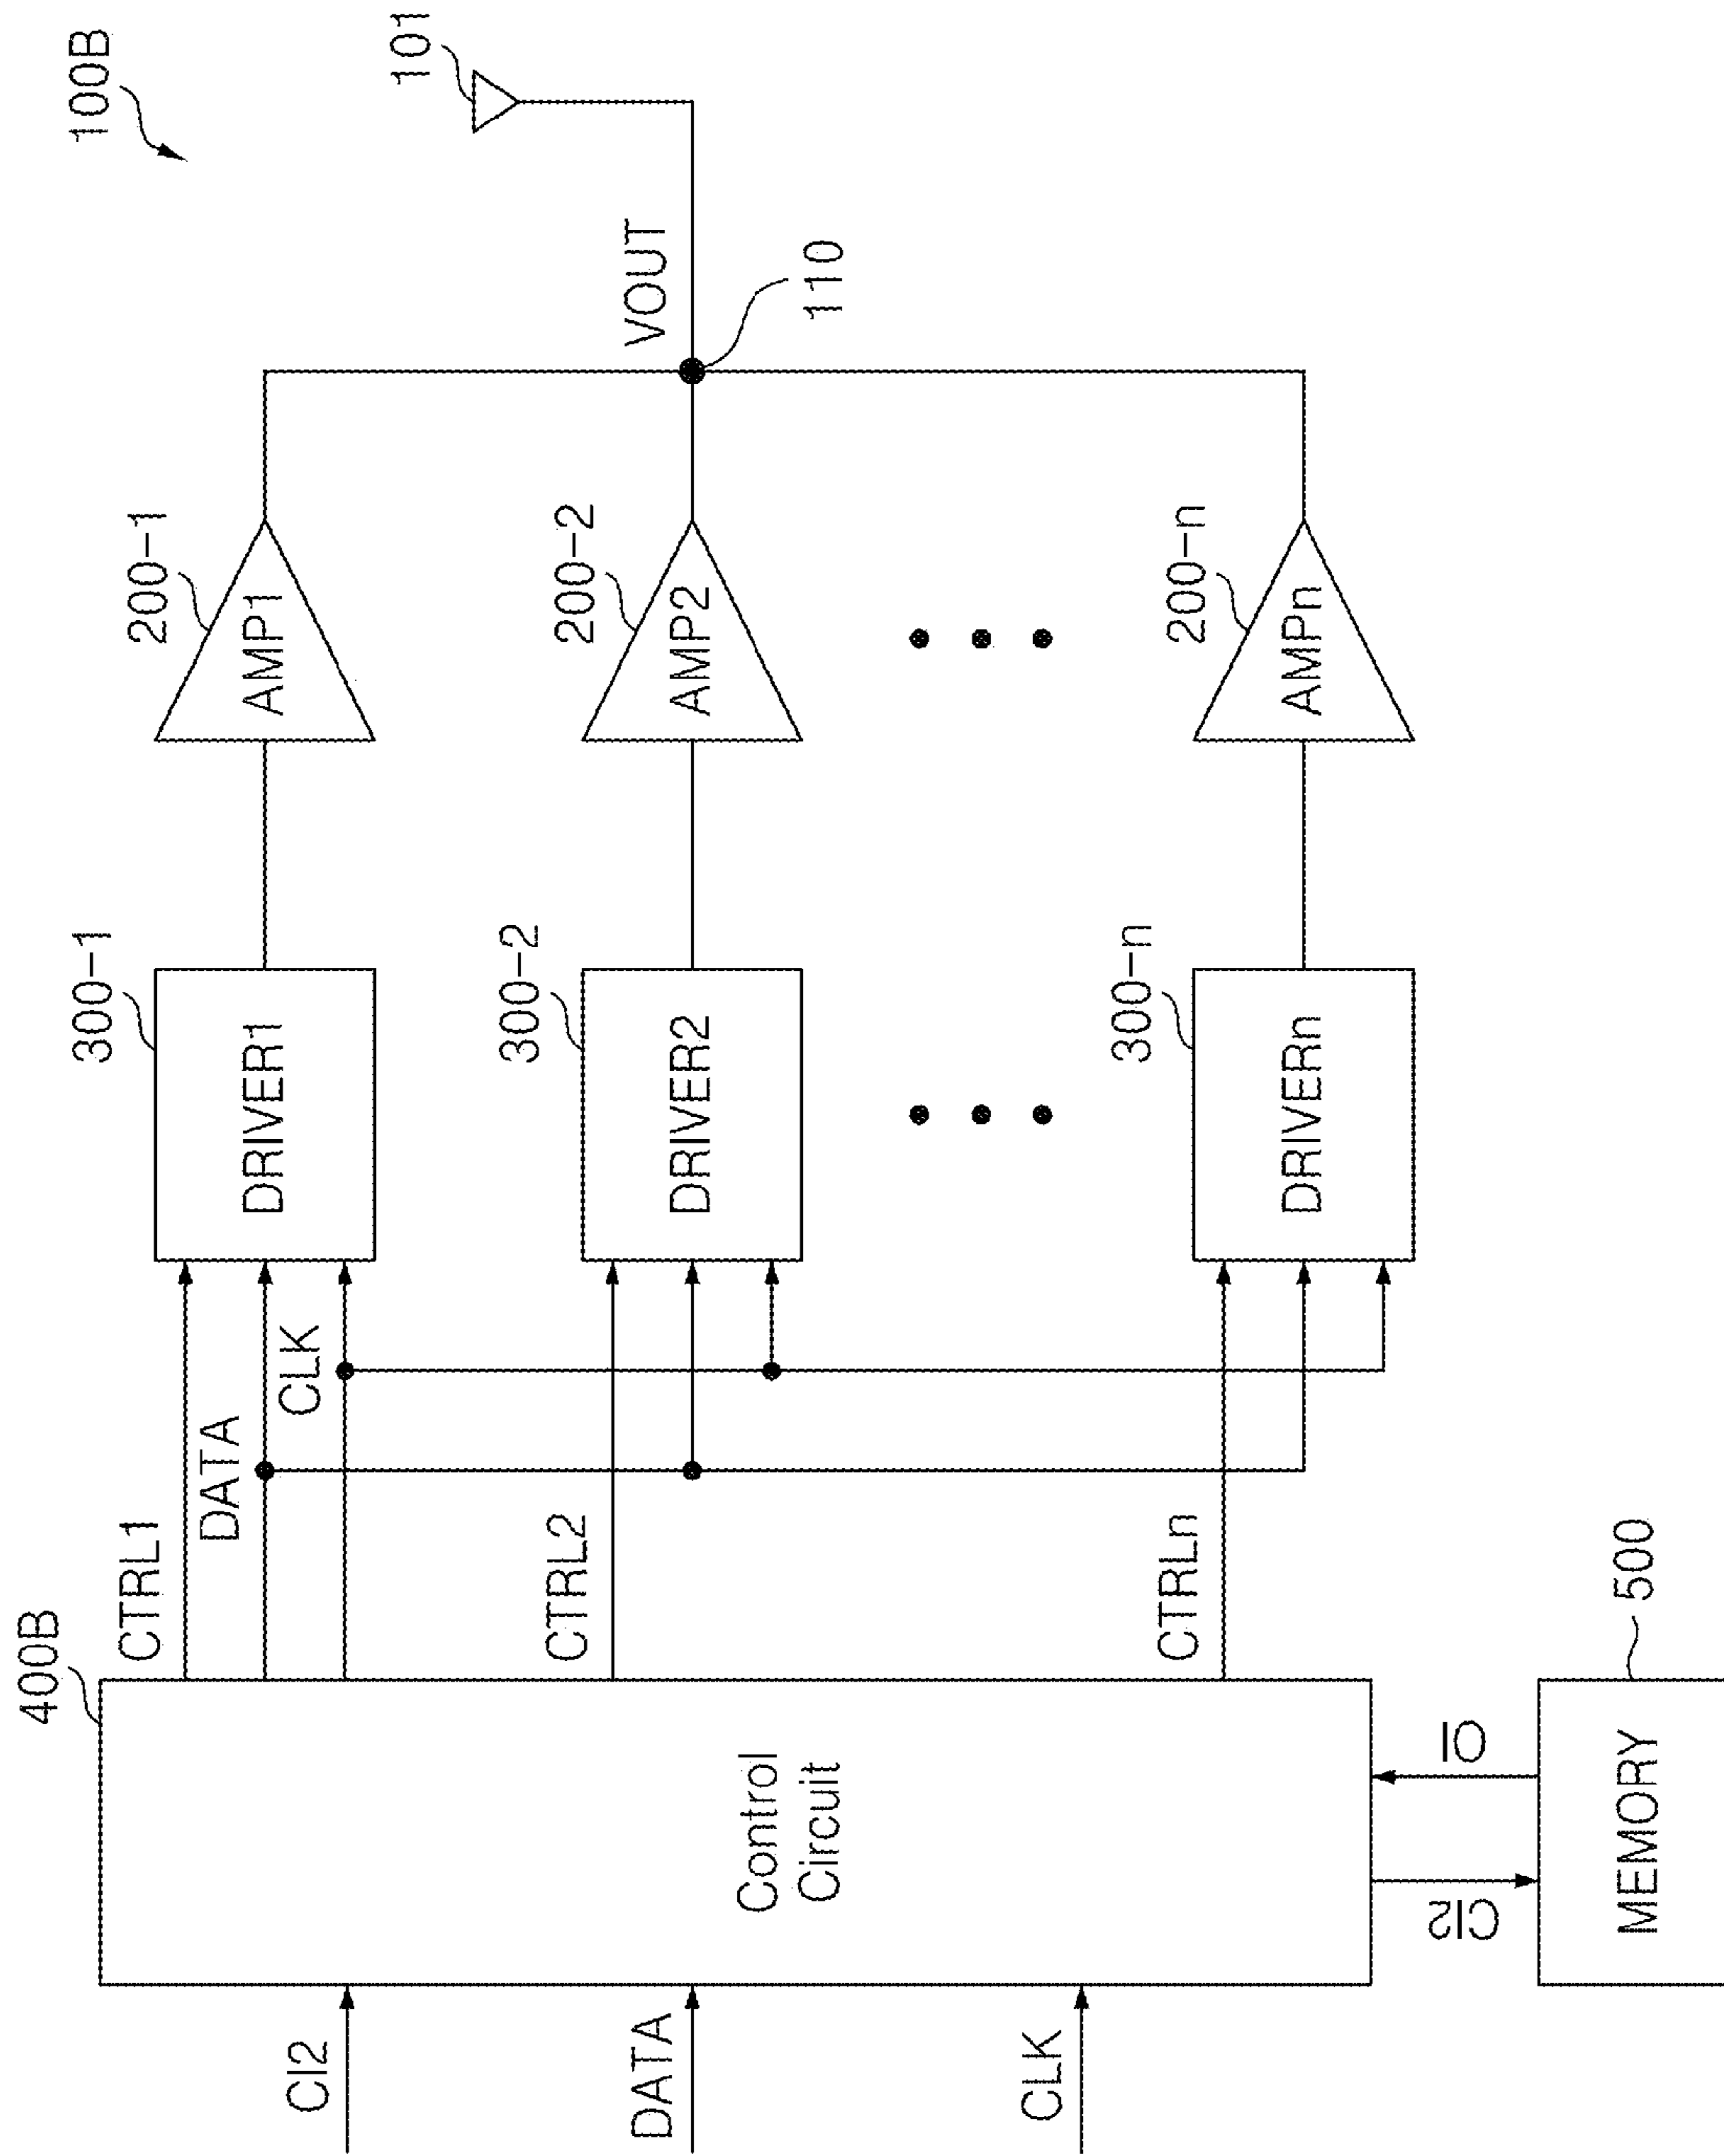 100B
400B
CTRL1
DATA
CLK
300-1
DRIVER1
200-1
AMP1
101
VOUT
110
CI2
DATA
CLK
Control
Circuit
CTRL2
300-2
DRIVER2
200-2
AMP2
CTRLn
300-n
DRIVERn
200-n
AMPn
CI2
CI
MEMORY
500